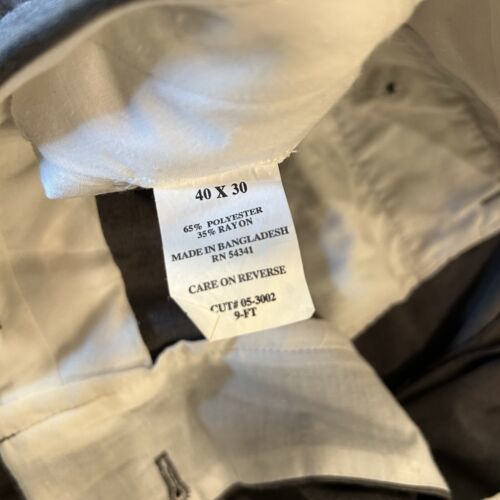 40 X 30
65% POLYESTER
35% RAYON
MADE IN BANGLADESH
RN 54341
CARE ON REVERSE
CUT# 05-3002
9-FT